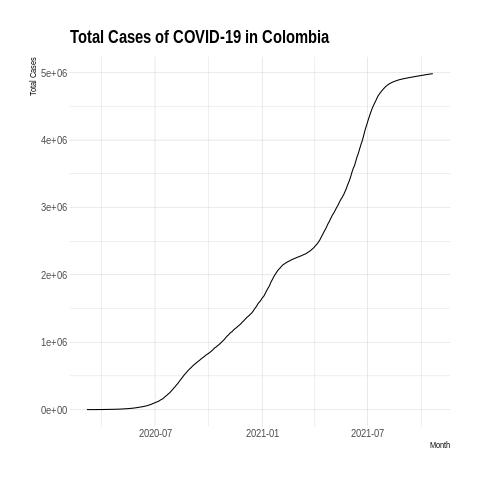 Total Cases of COVID-19 in Colombia
Total Cases
5e+06
4e+06
3e+06
2e+06
1e+06
0e+00
2020-07
2021-01
2021-07
Month